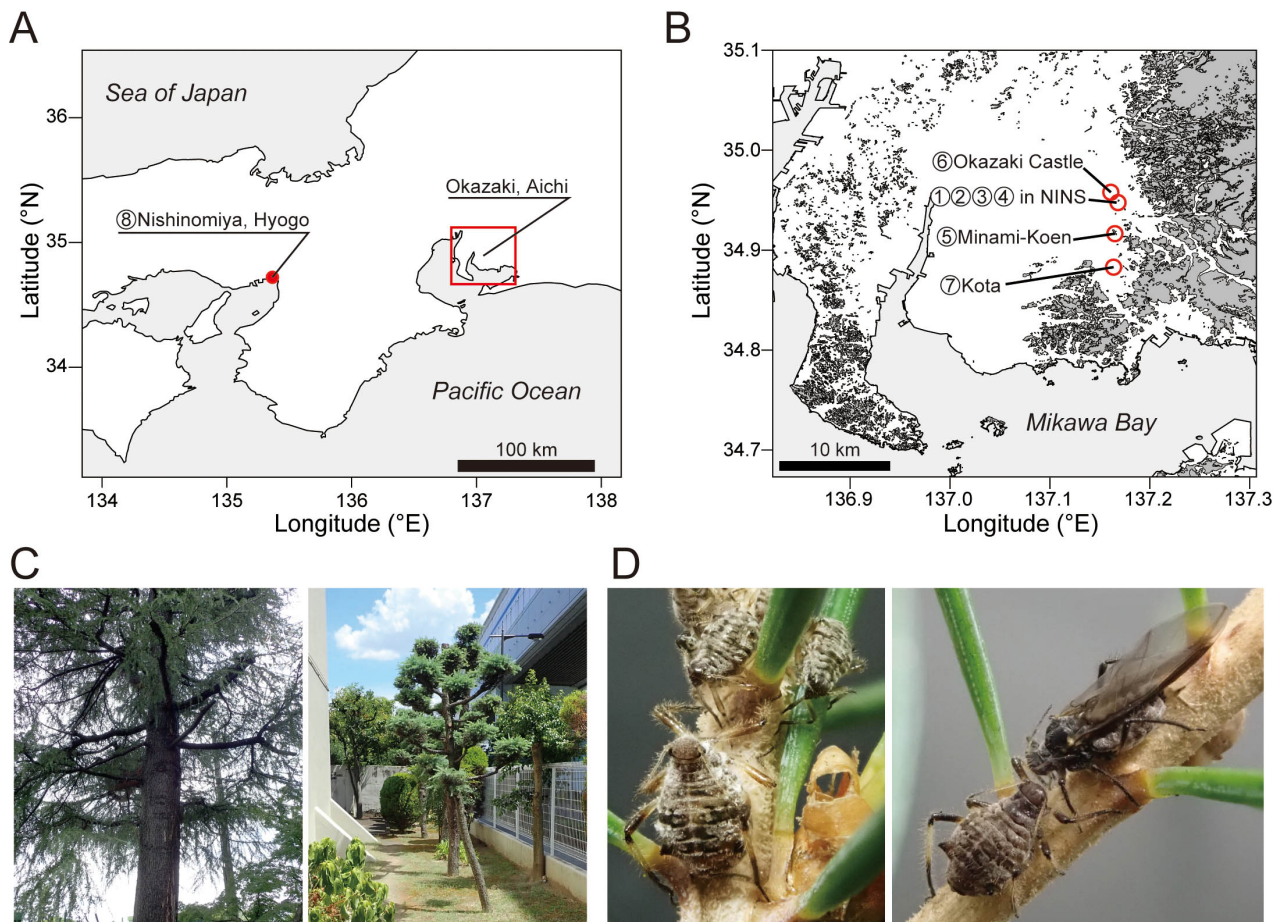 A
Sea of Japan
⑧Nishinomiya, Hyogo
Okazaki, Aichi
Pacific Ocean
100 km
36
35
34
Latitude (°N)
134
135
136
137
138
Longitude (°E)
B
35.1
35.0
34.9
34.8
34.7
Latitude (°N)
⑥Okazaki Castle
①②③④ in NINS
⑤Minami-Koen
⑦Kota
Mikawa Bay
10 km
136.9
137.0
137.1
137.2
137.3
Longitude (°E)
C
D